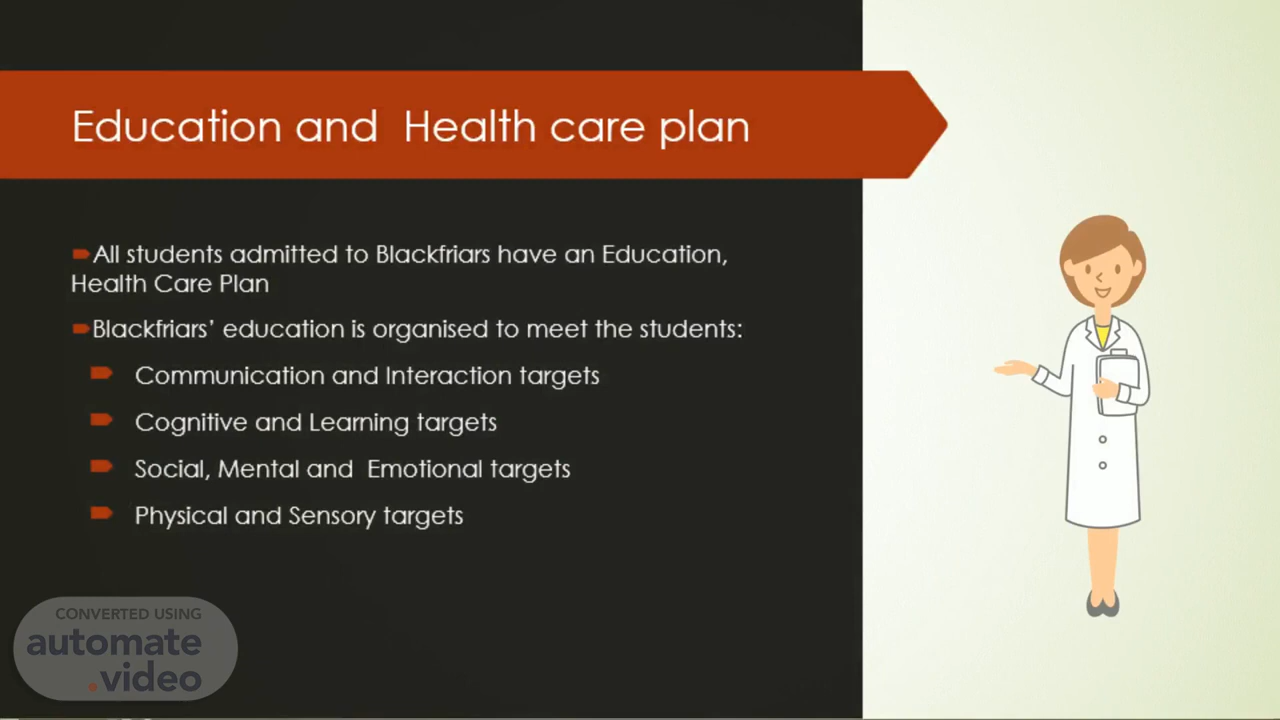 Education and  Health care plan
All students admitted to Blackfriars have an Education,
Health Care Plan
Blackfriars’ education is organised to meet the students:
Communication and Interaction targets
Cognitive and Learning targets
Social, Mental and  Emotional targets
Physical and Sensory targets
CONVERTED USING
automate
.video